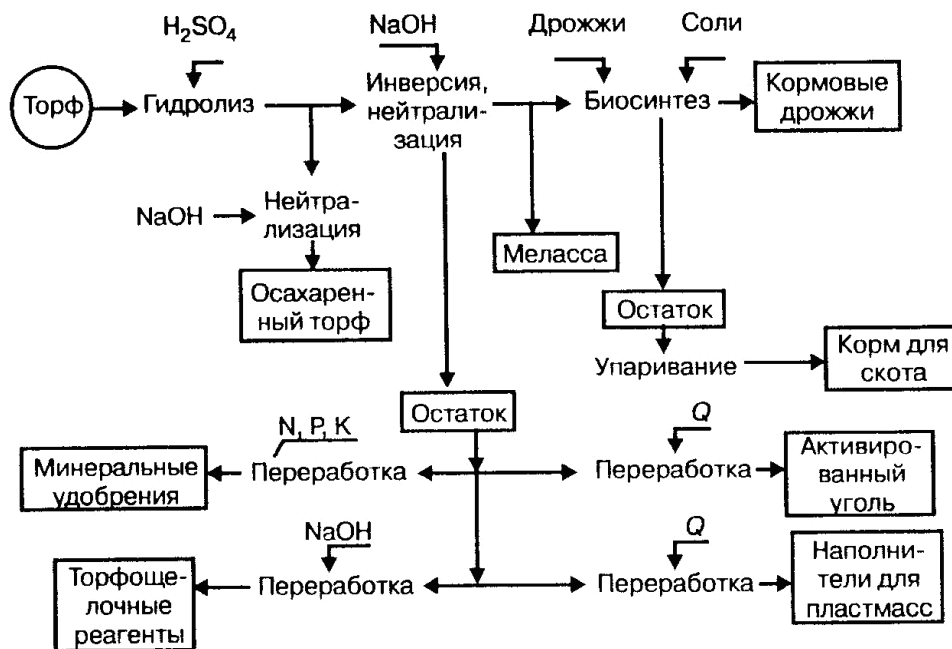 H₂SO₄
NaOH
Дрожжи
Соли
Торф
Гидролиз
Инверсия,
нейтрали-
зация
Биосинтез
Кормовые
дрожжи
NaOH
Нейтра-
лизация
Меласса
Осахарен-
ный торф
Остаток
Упаривание
Корм для
скота
Остаток
N, P, K
Q
Минеральные
удобрения
Переработка
Переработка
Активиро-
ванный
уголь
NaOH
Q
Торфоще-
лочные
реагенты
Переработка
Переработка
Наполни-
тели для
пластмасс